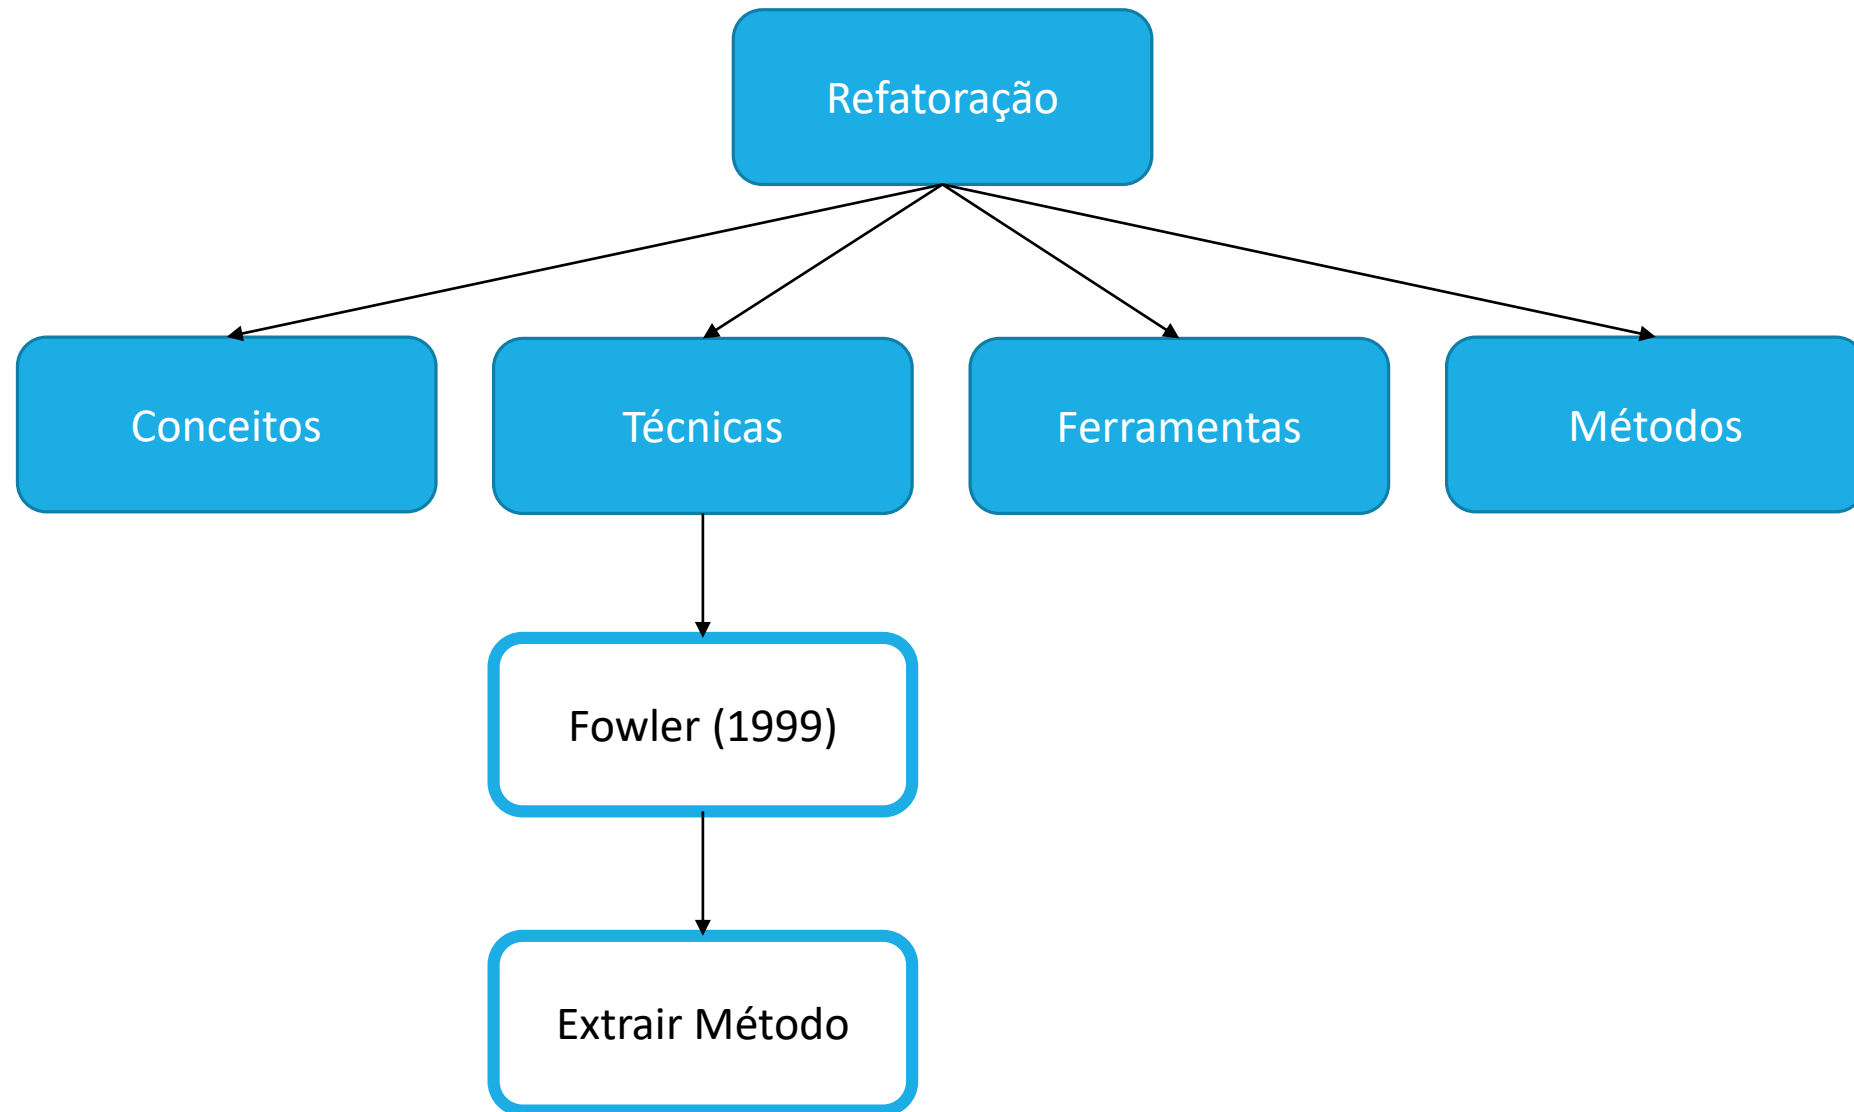 Refatoração
Conceitos
Técnicas
Ferramentas
Métodos
Fowler (1999)
Extrair Método